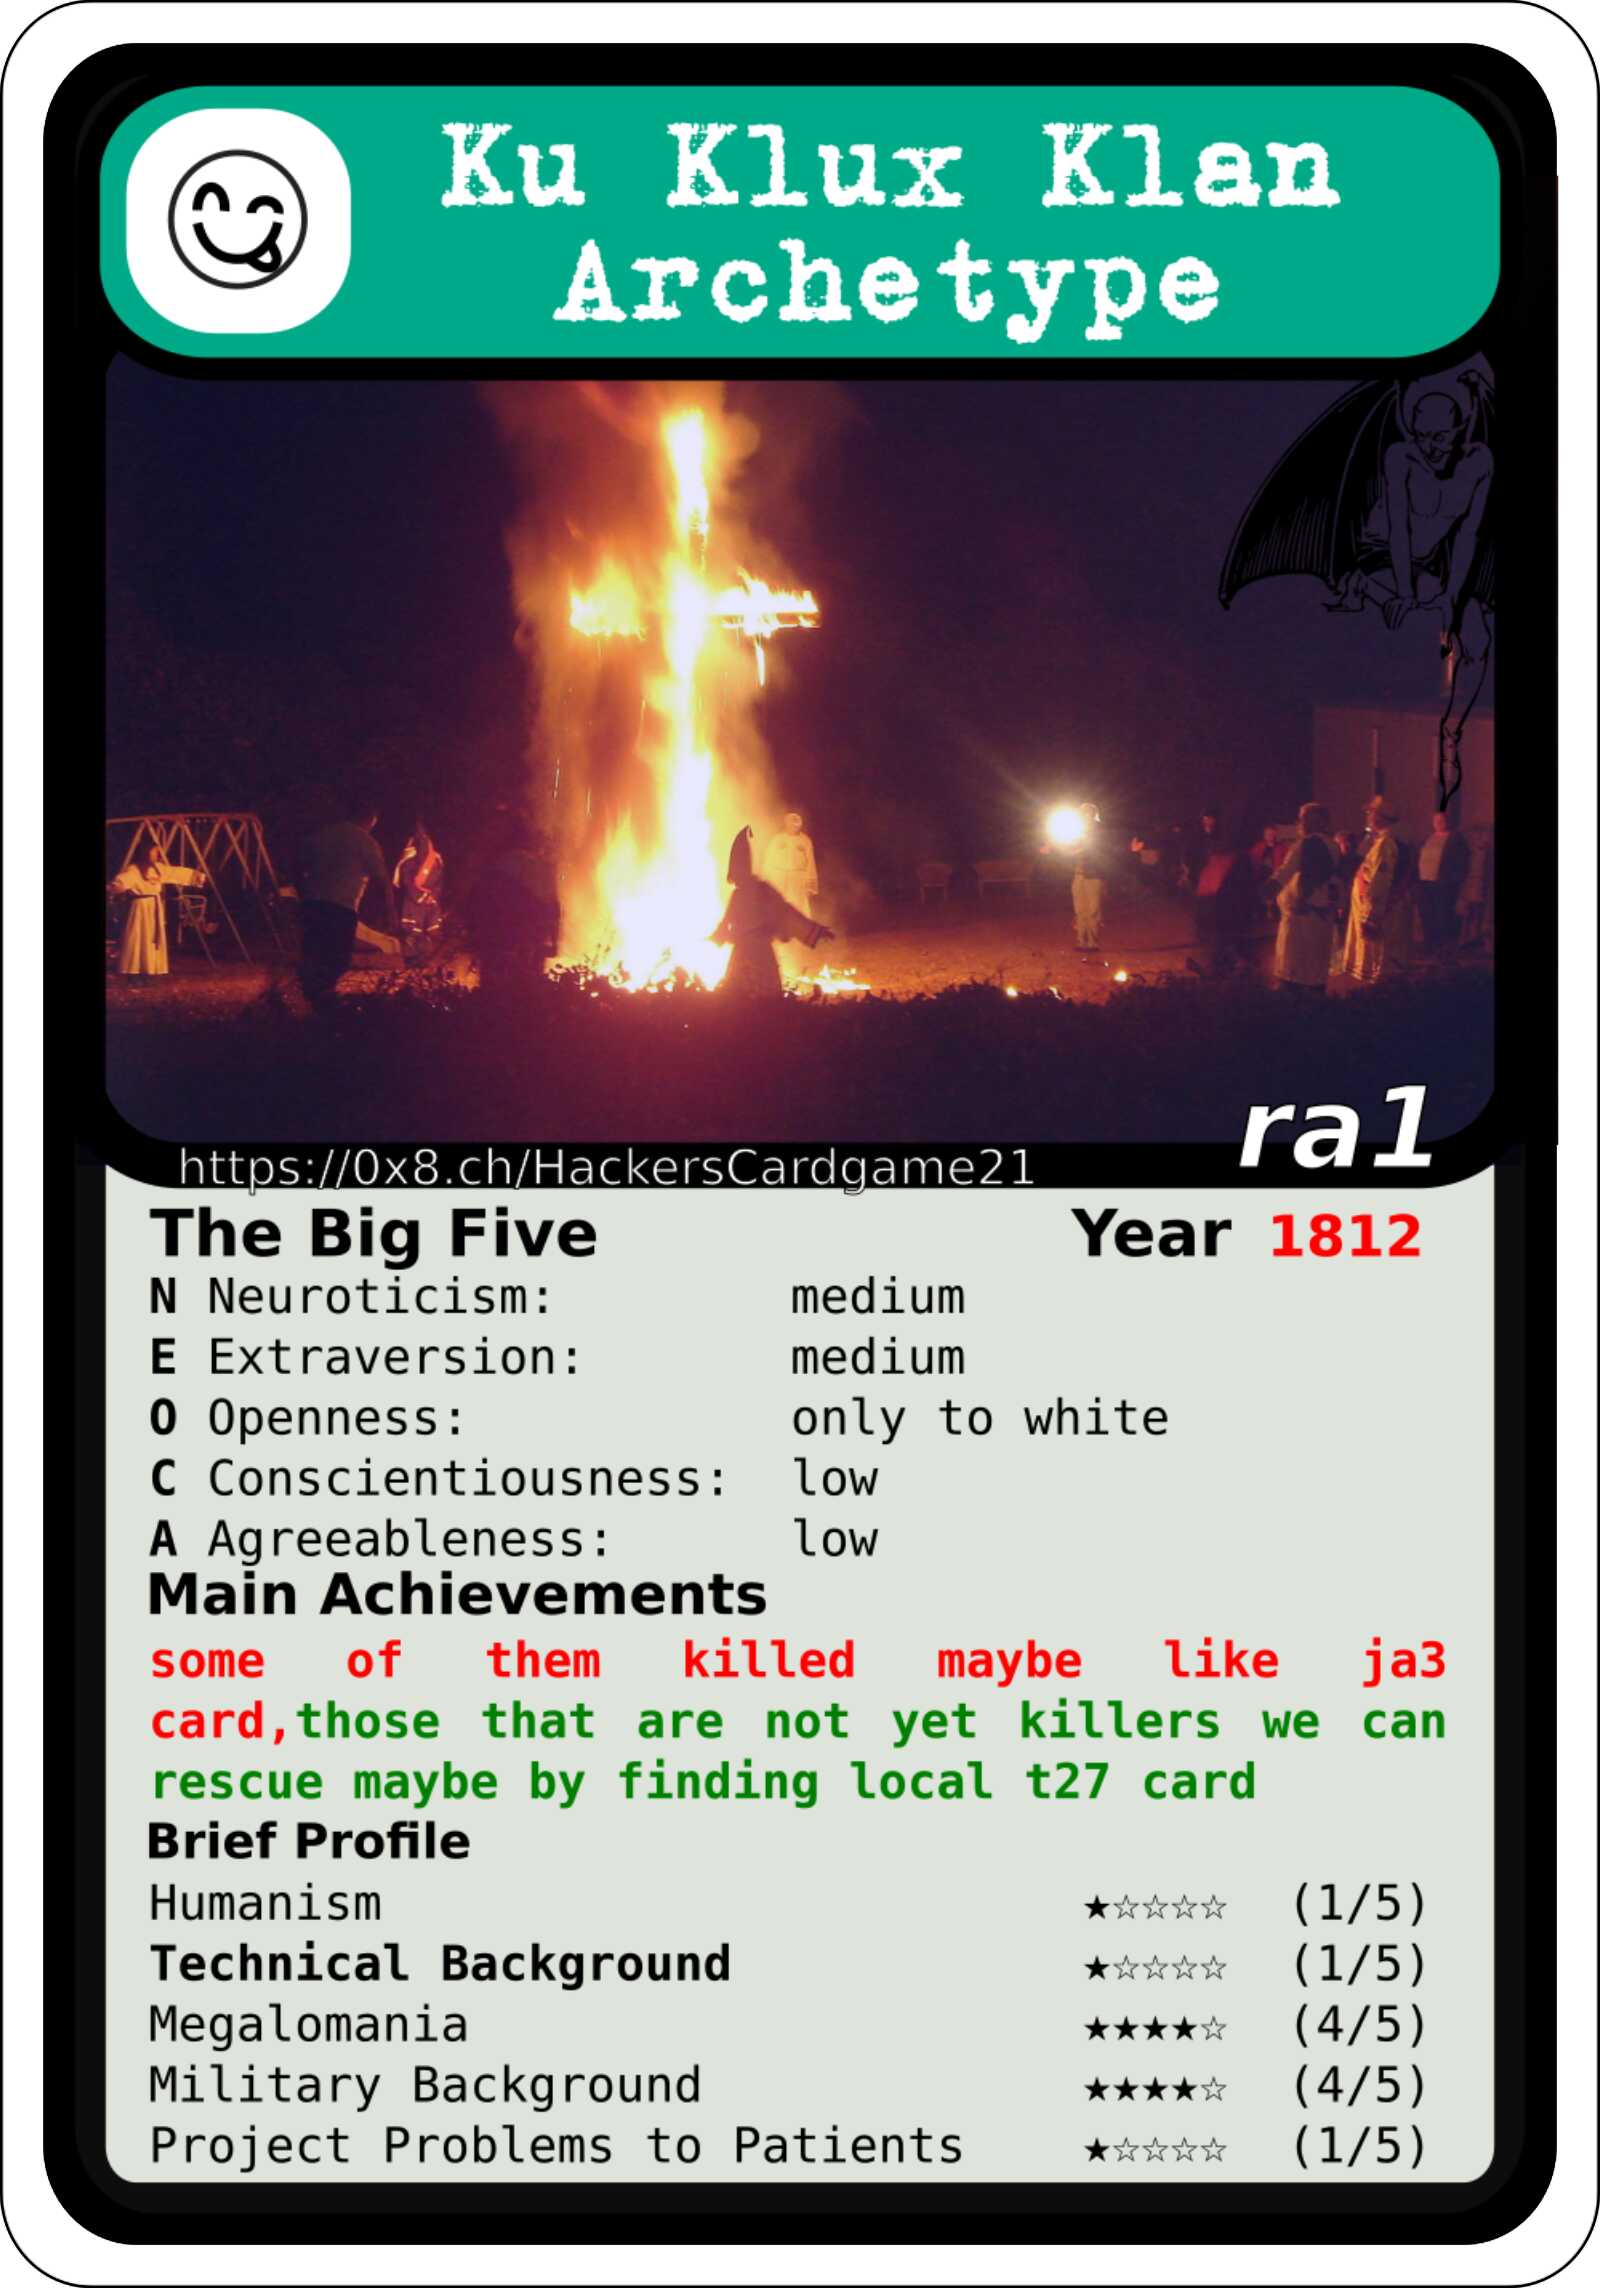 Ku Klux Klan
Archetype
ra1
https://0x8.ch/HackersCardgame21
The Big Five Year 1812
N Neuroticism: medium
E Extraversion: medium
O Openness: only to white
C Conscientiousness: low
A Agreeableness: low
Main Achievements
some of them killed maybe like ja3
card,those that are not yet killers we can
rescue maybe by finding local t27 card
Brief Profile
Humanism ★☆☆☆☆ (1/5)
Technical Background ★☆☆☆☆ (1/5)
Megalomania ★★★★☆ (4/5)
Military Background ★★★★☆ (4/5)
Project Problems to Patients ★☆☆☆☆ (1/5)